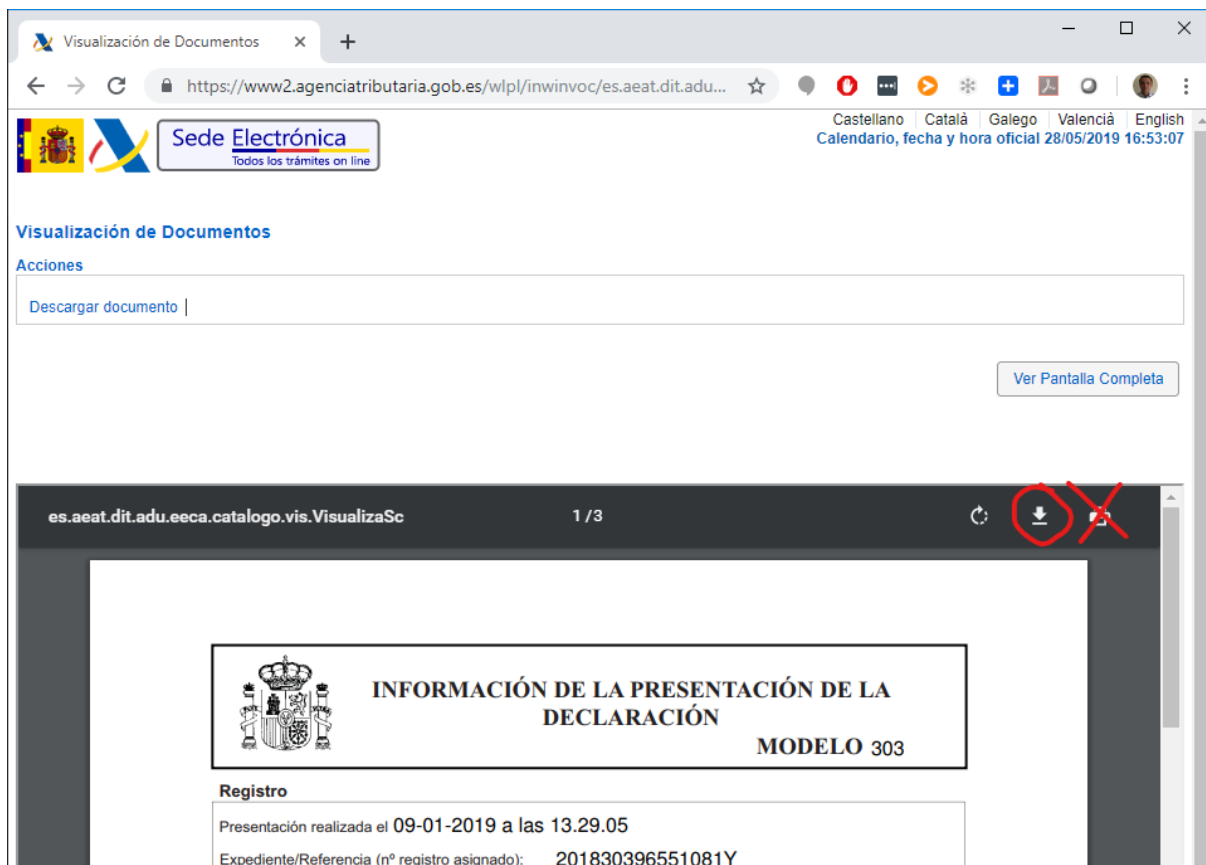 Visualización de Documentos
https://www2.agenciatributaria.gob.es/wlpl/inwinvoc/es.aeat.dit.adu...
Castellano Català Galego Valencià English
Calendario, fecha y hora oficial 28/05/2019 16:53:07
Sede Electrónica
Todos los trámites on line
Visualización de Documentos
Acciones
Descargar documento
Ver Pantalla Completa
es.aeat.dit.adu.eeca.catalogo.vis.VisualizaSc 1 / 3
INFORMACIÓN DE LA PRESENTACIÓN DE LA
DECLARACIÓN
MODELO 303
Registro
Presentación realizada el 09-01-2019 a las 13.29.05
Expediente/Referencia (nº registro asignado): 201830396551081Y